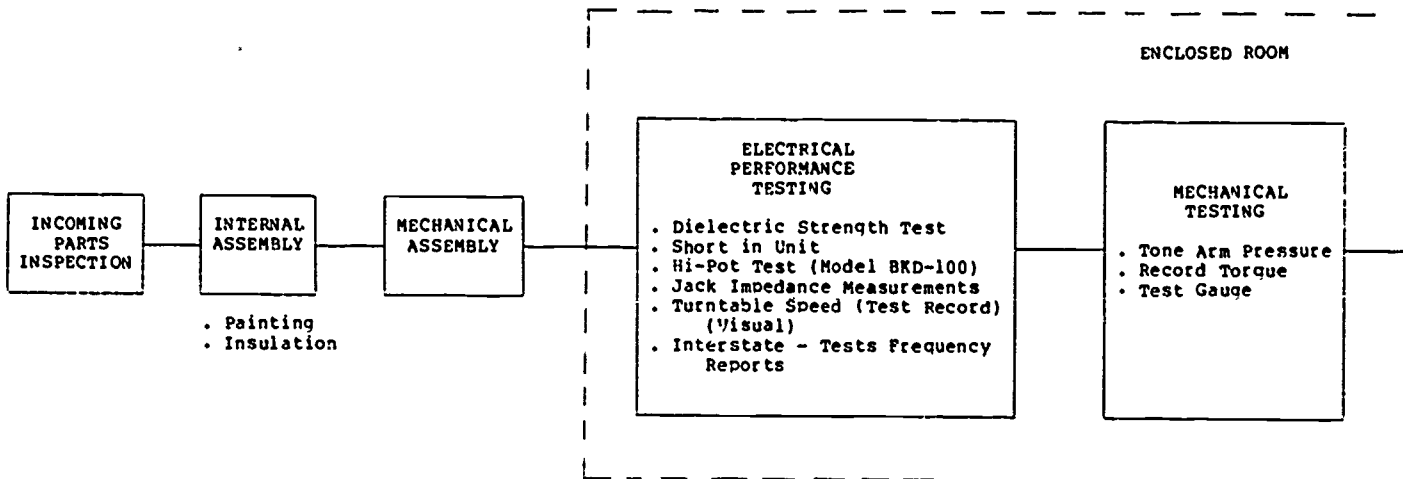 ENCLOSED ROOM
INCOMING
PARTS
INSPECTION
INTERNAL
ASSEMBLY
. Painting
. Insulation
MECHANICAL
ASSEMBLY
ELECTRICAL
PERFORMANCE
TESTING
. Dielectric Strength Test
. Short in Unit
. Hi-Pot Test (Model BKD-100)
. Jack Impedance Measurements
. Turntable Speed (Test Record)
(Visual)
. Interstate - Tests Frequency
Reports
MECHANICAL
TESTING
. Tone Arm Pressure
. Record Torque
. Test Gauge